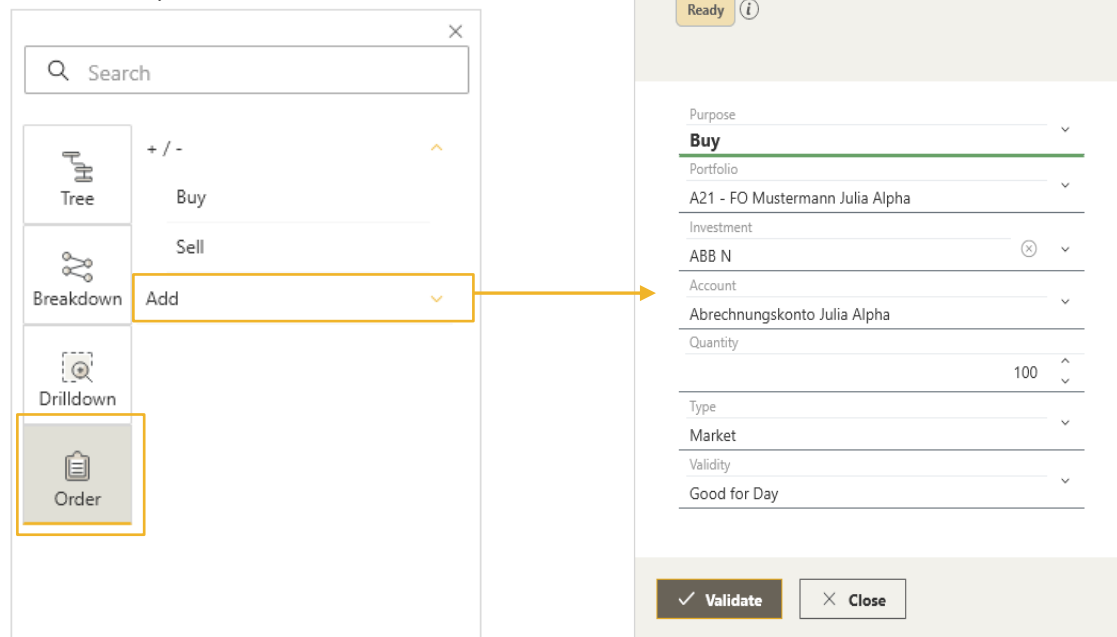 Search
Tree
Breakdown
Drilldown
Order
+ / -
Buy
Sell
Add
Ready
Purpose
Buy
Portfolio
A21 - FO Mustermann Julia Alpha
Investment
ABB N
Account
Abrechnungskonto Julia Alpha
Quantity
100
Type
Market
Validity
Good for Day
Validate
Close